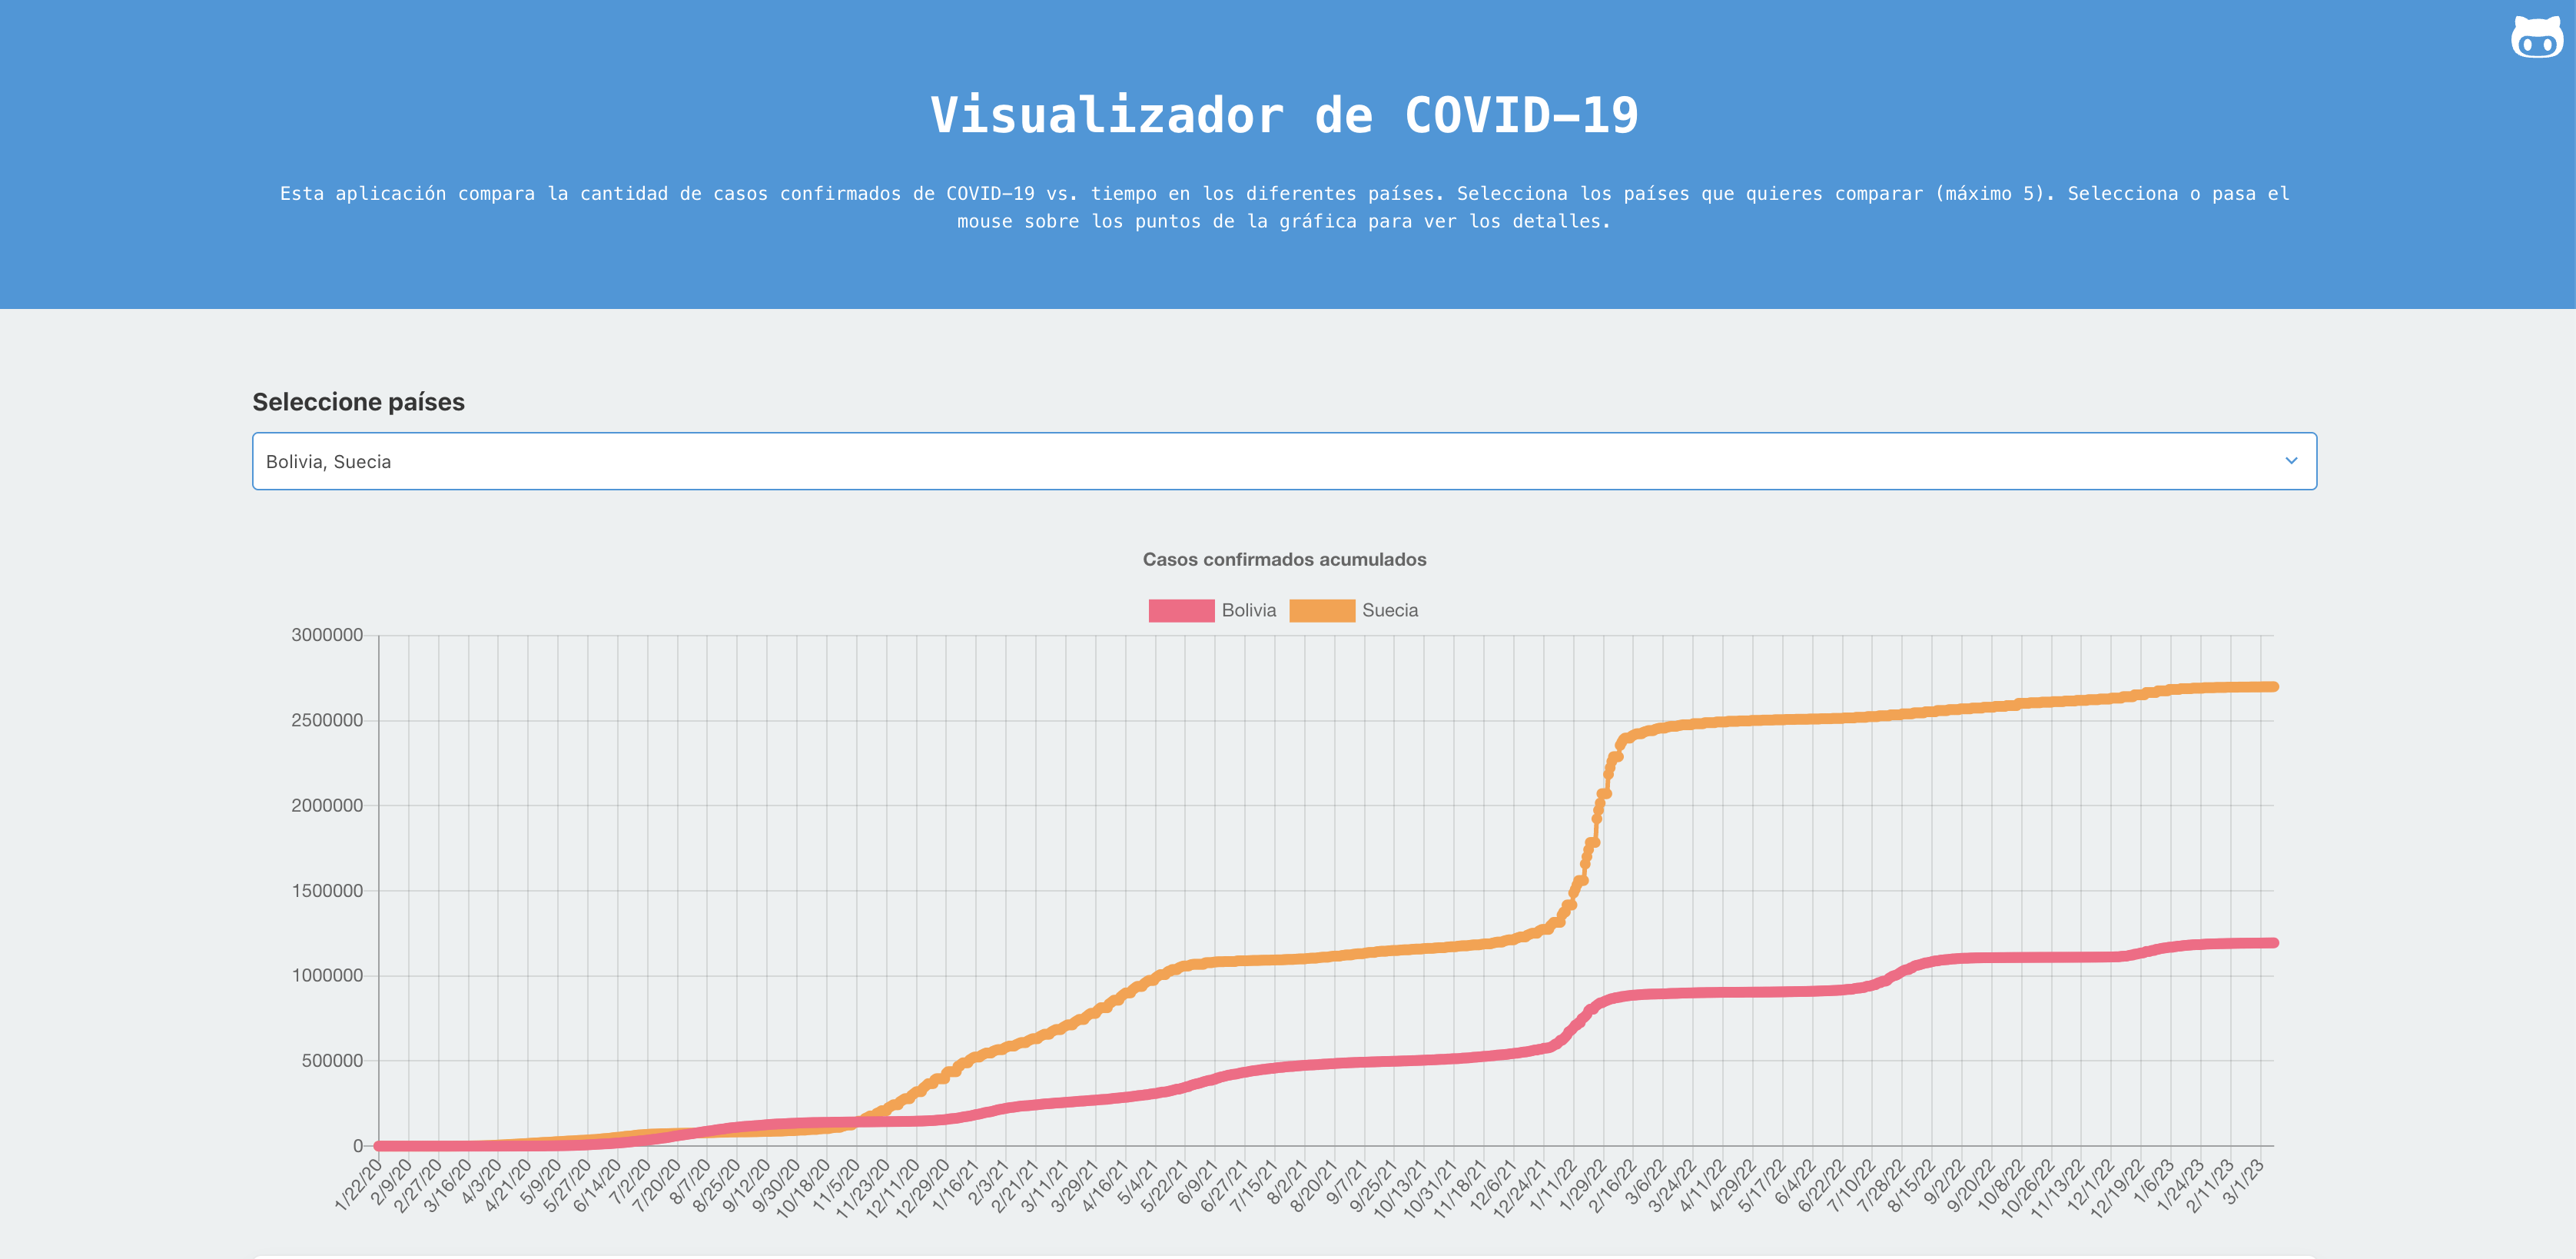 Visualizador de COVID-19
Esta aplicación compara la cantidad de casos confirmados de COVID-19 vs. tiempo en los diferentes países. Selecciona los países que quieres comparar (máximo 5). Selecciona o pasa el
mouse sobre los puntos de la gráfica para ver los detalles.
Seleccione países
Bolivia, Suecia
Casos confirmados acumulados
Bolivia Suecia
3000000
2500000
2000000
1500000
1000000
500000
0
1/22/20 2/9/20 2/27/20 3/16/20 4/3/20 4/21/20 5/9/20 5/27/20 6/14/20 7/2/20 7/20/20 8/7/20 8/25/20 9/12/20 9/30/20 10/18/20 11/5/20 11/23/20 12/11/20 12/29/20 1/16/21 2/3/21 2/21/21 3/11/21 3/29/21 4/16/21 5/4/21 5/22/21 6/9/21 6/27/21 7/15/21 8/2/21 8/20/21 9/7/21 9/25/21 10/13/21 10/31/21 11/18/21 12/6/21 12/24/21 1/11/22 1/29/22 2/16/22 3/6/22 3/24/22 4/11/22 4/29/22 5/17/22 6/4/22 6/22/22 7/10/22 7/28/22 8/15/22 9/2/22 9/20/22 10/8/22 10/26/22 11/13/22 12/1/22 12/19/22 1/6/23 1/24/23 2/11/23 3/1/23